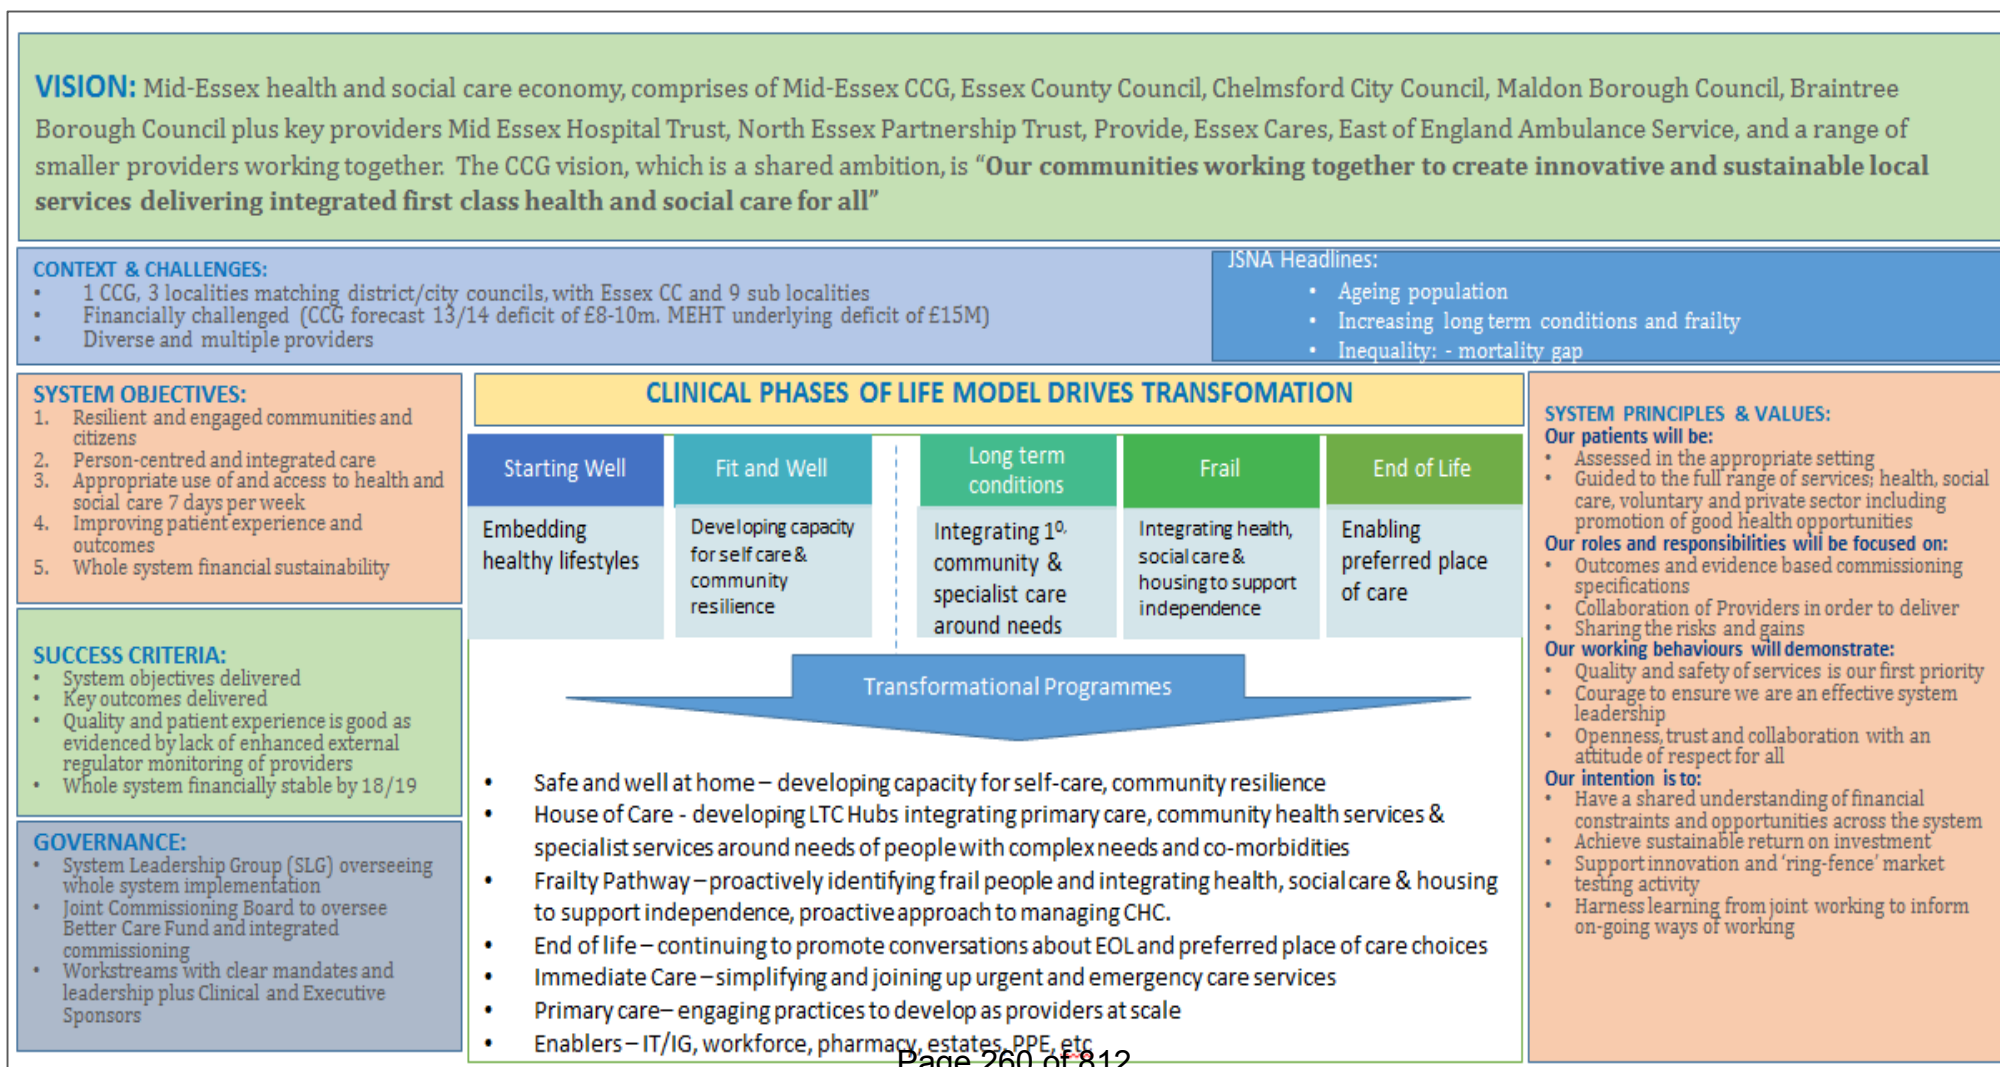 VISION: Mid-Essex health and social care economy, comprises of Mid-Essex CCG, Essex County Council, Chelmsford City Council, Maldon Borough Council, Braintree
Borough Council plus key providers Mid Essex Hospital Trust, North Essex Partnership Trust, Provide, Essex Cares, East of England Ambulance Service, and a range of
smaller providers working together. The CCG vision, which is a shared ambition, is “Our communities working together to create innovative and sustainable local
services delivering integrated first class health and social care for all”
CONTEXT & CHALLENGES:
• 1 CCG, 3 localities matching district/city councils, with Essex CC and 9 sub localities
• Financially challenged (CCG forecast 13/14 deficit of £8-10m. MEHT underlying deficit of £15M)
• Diverse and multiple providers
JSNA Headlines:
• Ageing population
• Increasing long term conditions and frailty
• Inequality: - mortality gap
SYSTEM OBJECTIVES:
1. Resilient and engaged communities and
citizens
2. Person-centred and integrated care
3. Appropriate use of and access to health and
social care 7 days per week
4. Improving patient experience and
outcomes
5. Whole system financial sustainability
SUCCESS CRITERIA:
• System objectives delivered
• Key outcomes delivered
• Quality and patient experience is good as
evidenced by lack of enhanced external
regulator monitoring of providers
• Whole system financially stable by 18/19
GOVERNANCE:
• System Leadership Group (SLG) overseeing
whole system implementation
• Joint Commissioning Board to oversee
Better Care Fund and integrated
commissioning
• Workstreams with clear mandates and
leadership plus Clinical and Executive
Sponsors
CLINICAL PHASES OF LIFE MODEL DRIVES TRANSFOMATION
Starting Well
Embedding
healthy lifestyles
Fit and Well
Developing capacity
for self care &
community
resilience
Long term
conditions
Integrating 1⁰,
community &
specialist care
around needs
Frail
Integrating health,
social care &
housing to support
independence
End of Life
Enabling
preferred place
of care
Transformational Programmes
• Safe and well at home – developing capacity for self-care, community resilience
• House of Care - developing LTC Hubs integrating primary care, community health services &
specialist services around needs of people with complex needs and co-morbidities
• Frailty Pathway – proactively identifying frail people and integrating health, social care & housing
to support independence, proactive approach to managing CHC.
• End of life – continuing to promote conversations about EOL and preferred place of care choices
• Immediate Care – simplifying and joining up urgent and emergency care services
• Primary care– engaging practices to develop as providers at scale
• Enablers – IT/IG, workforce, pharmacy, estates, PPE, etc
SYSTEM PRINCIPLES & VALUES:
Our patients will be:
• Assessed in the appropriate setting
• Guided to the full range of services; health, social
care, voluntary and private sector including
promotion of good health opportunities
Our roles and responsibilities will be focused on:
• Outcomes and evidence based commissioning
specifications
• Collaboration of Providers in order to deliver
• Sharing the risks and gains
Our working behaviours will demonstrate:
• Quality and safety of services is our first priority
• Courage to ensure we are an effective system
leadership
• Openness, trust and collaboration with an
attitude of respect for all
Our intention is to:
• Have a shared understanding of financial
constraints and opportunities across the system
• Achieve sustainable return on investment
• Support innovation and ‘ring-fence’ market
testing activity
• Harness learning from joint working to inform
on-going ways of working
Page 260 of 812